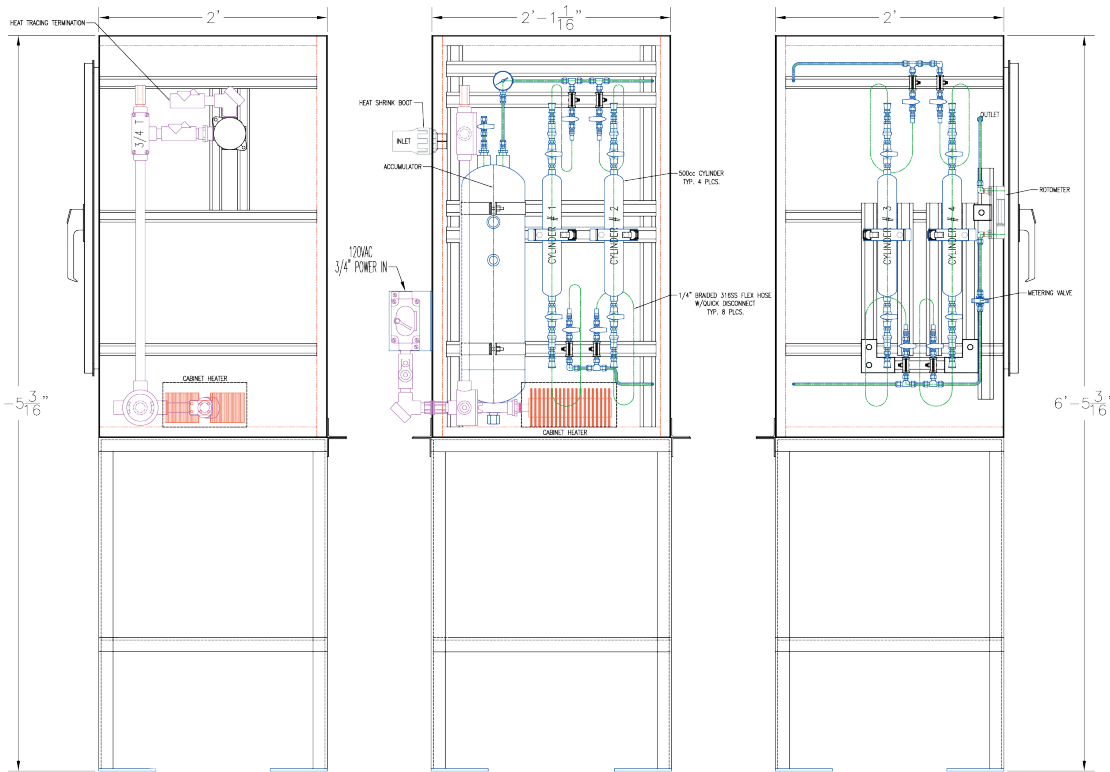 2'
2'-1 1/16"
2'
HEAT TRACING TERMINATION
HEAT SHRINK BOOT
INLET
ACCUMULATOR
3/4 T
OUTLET
500cc CYLINDER
TYP. 4 PLCS.
ROTOMETER
CYLINDER # 1
CYLINDER # 2
CYLINDER # 3
CYLINDER # 4
120VAC
3/4" POWER IN
1/4" BRAIDED 316SS FLEX HOSE
W/QUICK DISCONNECT
TYP. 8 PLCS.
METERING VALVE
CABINET HEATER
-5 3/16"
6'-5 3/16"
CABINET HEATER